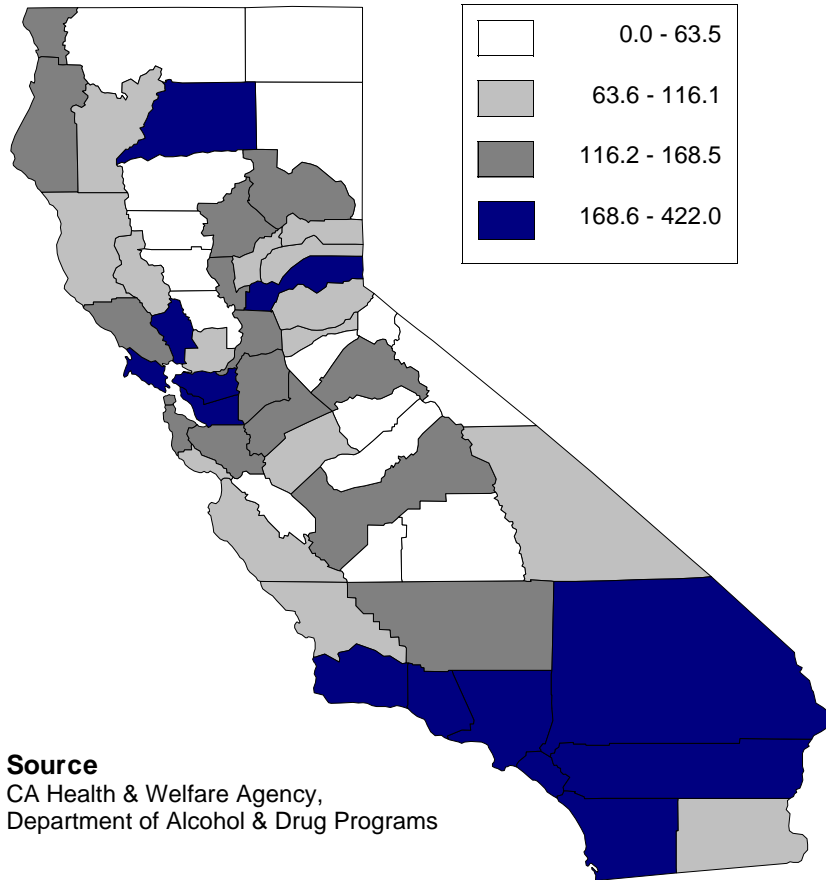 0.0 - 63.5
63.6 - 116.1
116.2 - 168.5
168.6 - 422.0
Source
CA Health & Welfare Agency,
Department of Alcohol & Drug Programs